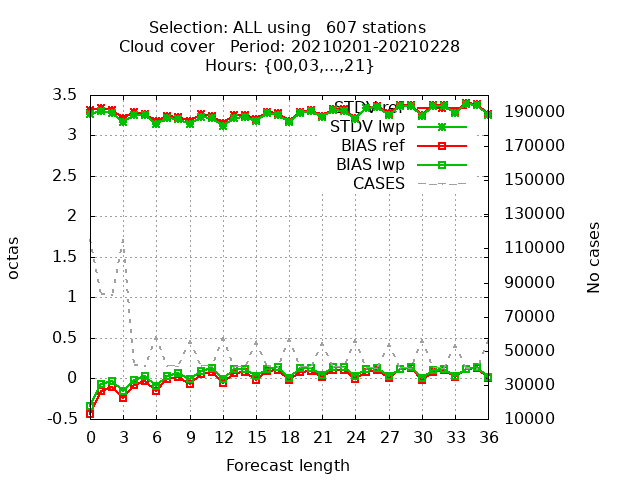 Selection: ALL using   607 stations
Cloud cover   Period: 20210201-20210228
Hours: {00,03,...,21}
STDV ref
STDV lwp
BIAS ref
BIAS lwp
CASES
3.5
3
2.5
2
1.5
1
0.5
0
-0.5
octas
190000
170000
150000
130000
110000
90000
70000
50000
30000
10000
No cases
0 3 6 9 12 15 18 21 24 27 30 33 36
Forecast length